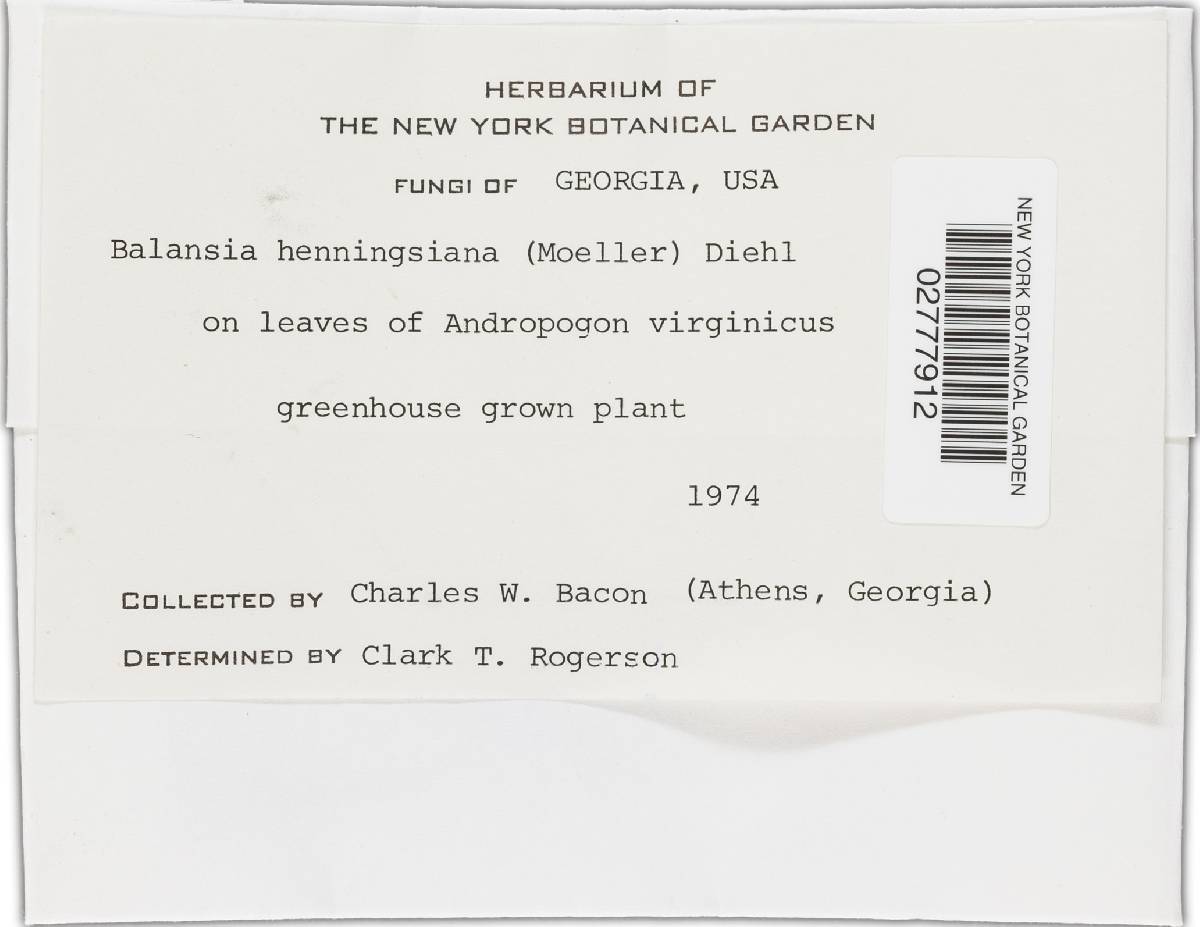 HERBARIUM OF
THE NEW YORK BOTANICAL GARDEN
FUNGI OF GEORGIA, USA
Balansia henningsiana (Moeller) Diehl
on leaves of Andropogon virginicus
greenhouse grown plant
1974
COLLECTED BY Charles W. Bacon (Athens, Georgia)
DETERMINED BY Clark T. Rogerson
NEW YORK BOTANICAL GARDEN
02777912